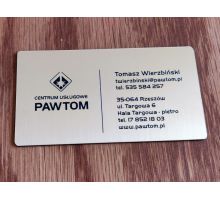 CENTRUM USŁUGOWE
PAWTOM
Tomasz Wierzbiński
twierzbinski@pawtom.pl
tel. 535 584 257
35-064 Rzeszów
ul. Targowa 6
Hala Targowa - piętro
tel. 17 852 18 03
www.pawtom.pl